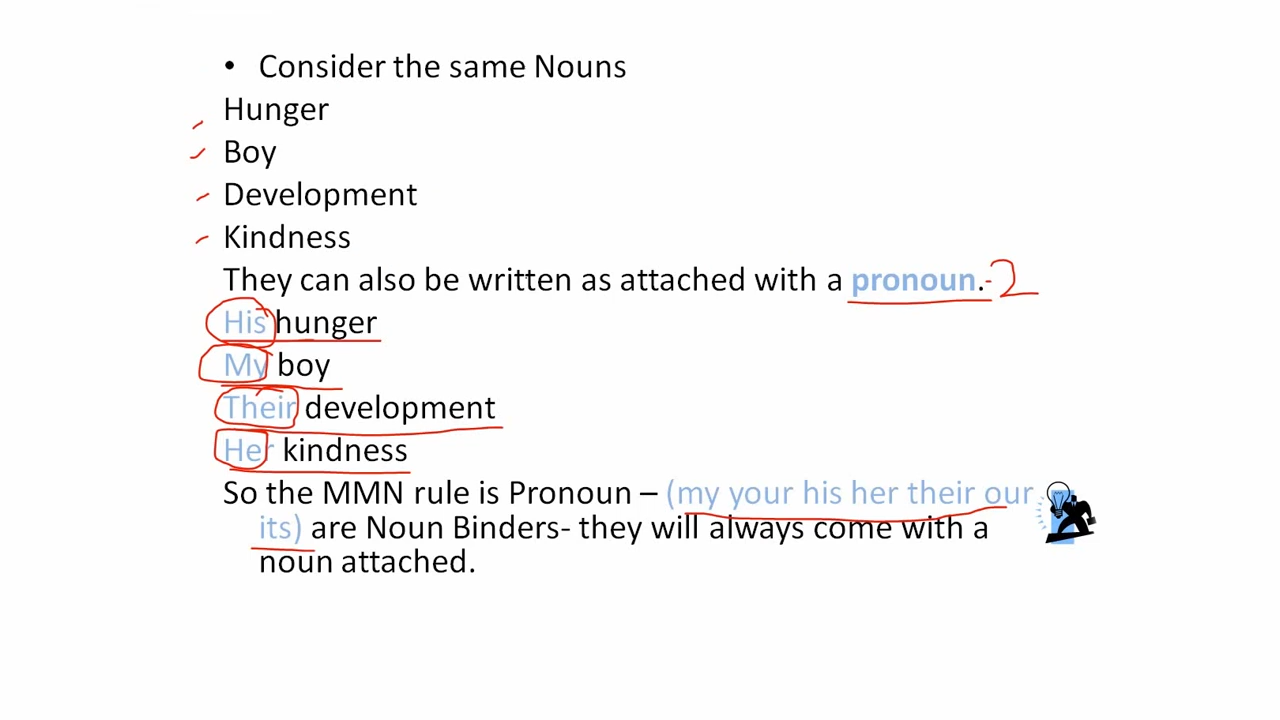 • Consider the same Nouns
Hunger
Boy
Development
Kindness
They can also be written as attached with a pronoun.-2
His hunger
My boy
Their development
Her kindness
So the MMN rule is Pronoun – (my your his her their our
its) are Noun Binders- they will always come with a
noun attached.